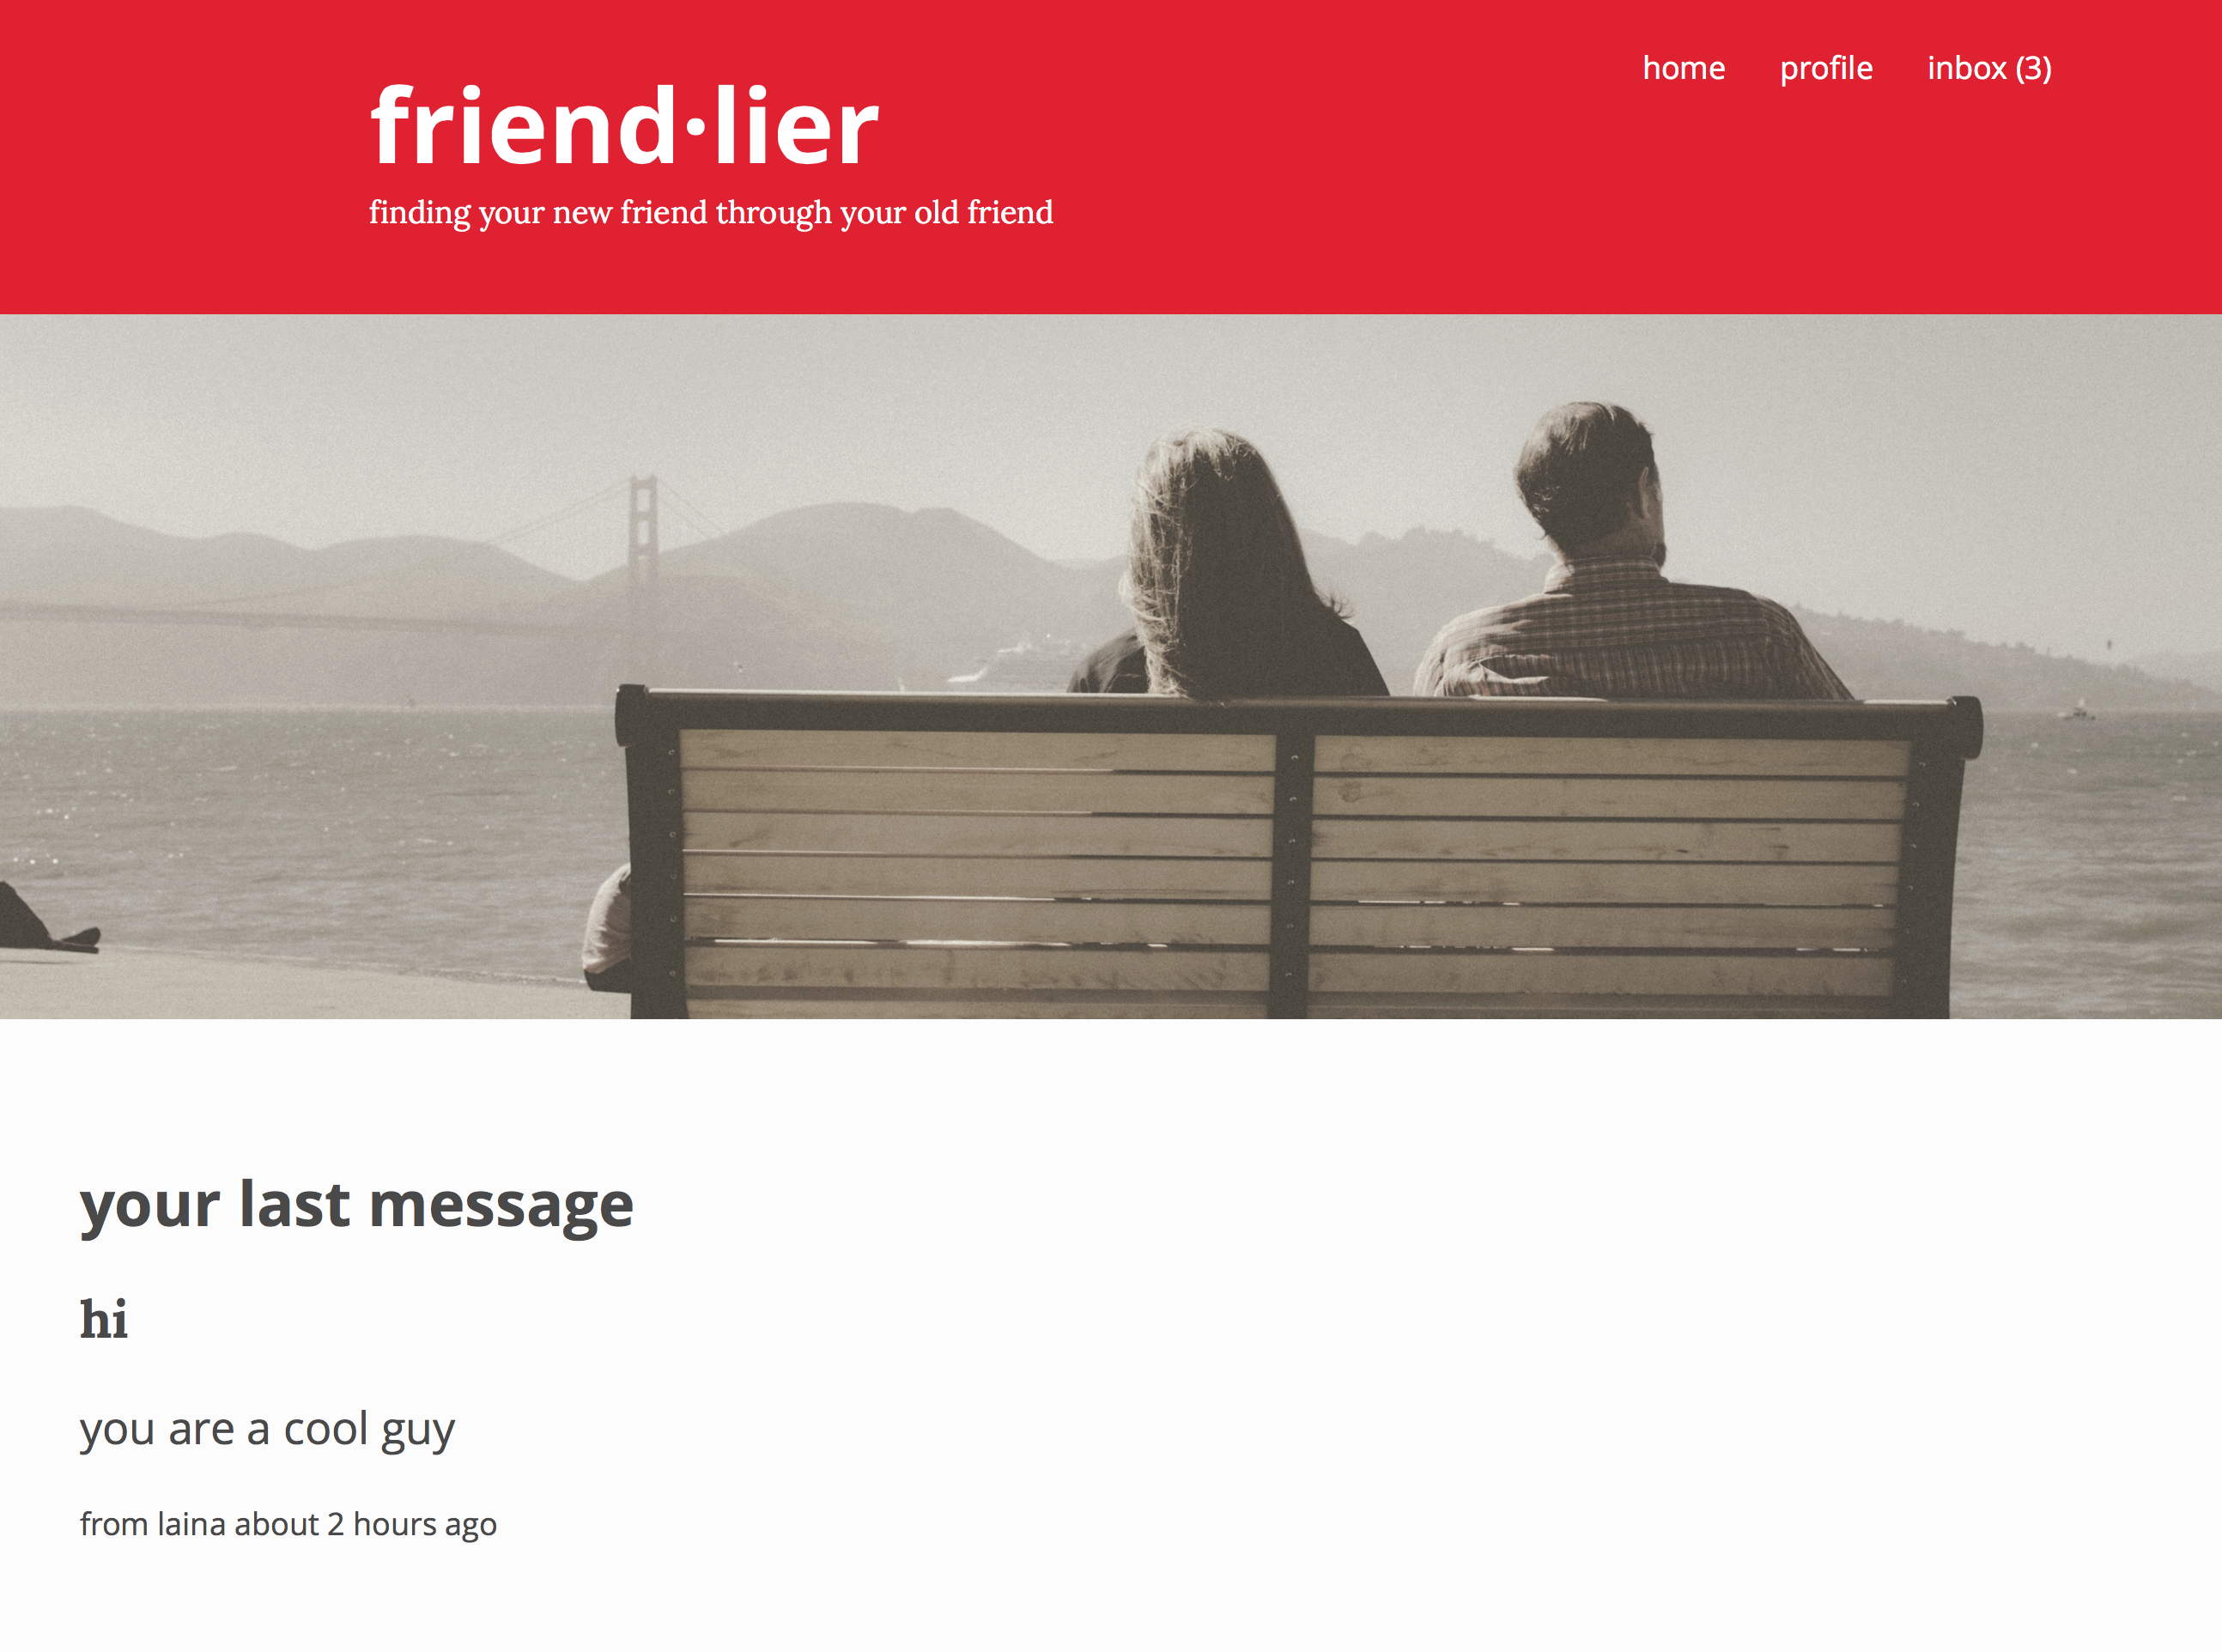 home profile inbox (3)
friend·lier
finding your new friend through your old friend
your last message
hi
you are a cool guy
from laina about 2 hours ago